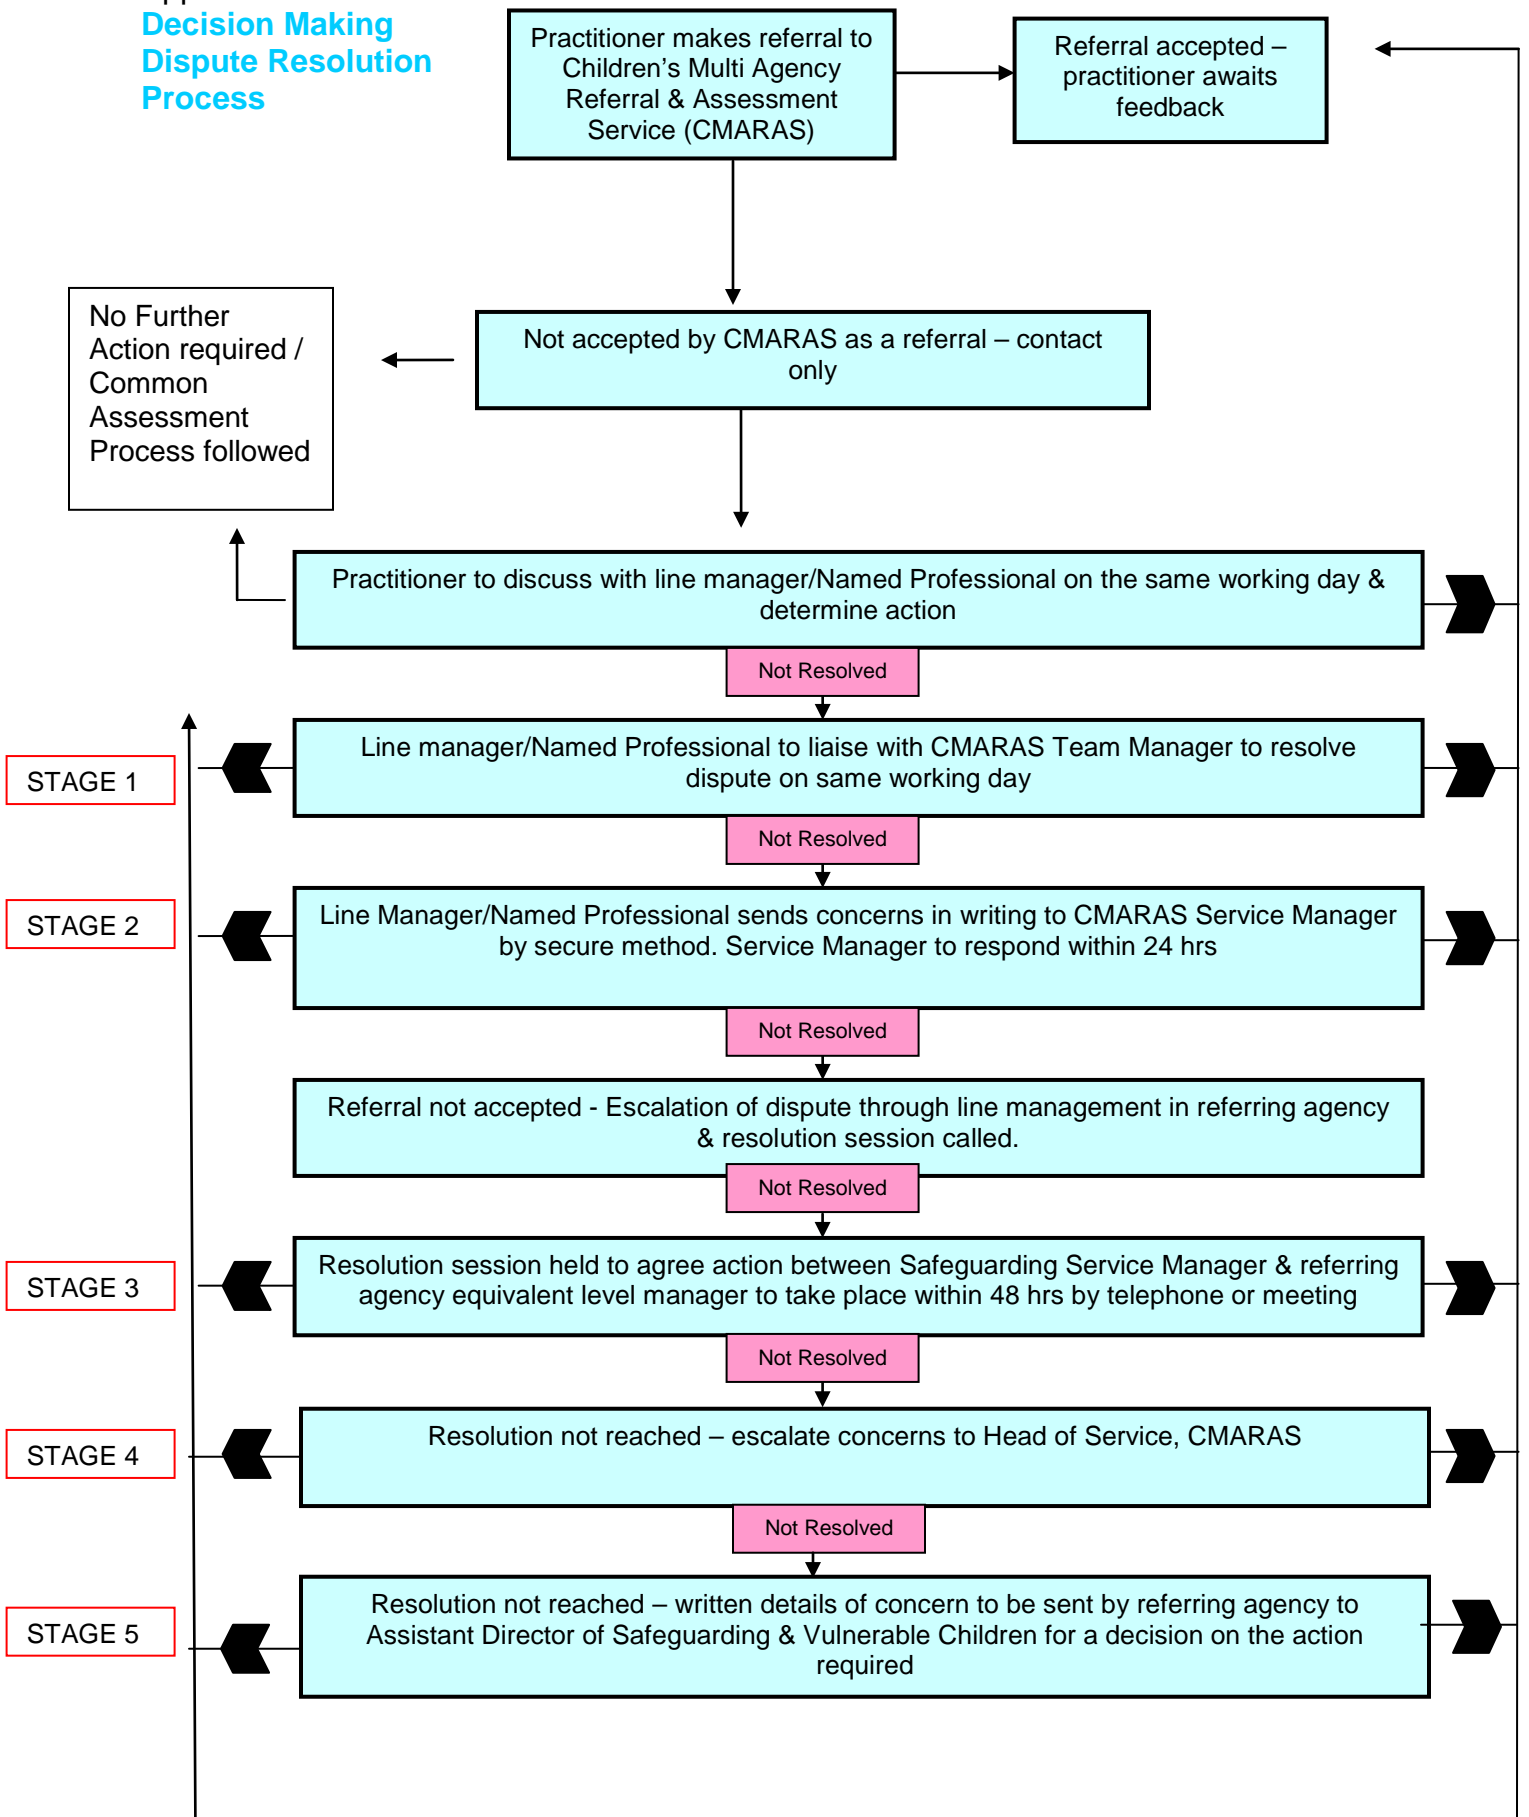 Decision Making
Dispute Resolution
Process
Practitioner makes referral to
Children's Multi Agency
Referral & Assessment
Service (CMARAS)
Referral accepted –
practitioner awaits
feedback
No Further
Action required /
Common
Assessment
Process followed
Not accepted by CMARAS as a referral – contact
only
Practitioner to discuss with line manager/Named Professional on the same working day &
determine action
Not Resolved
STAGE 1
Line manager/Named Professional to liaise with CMARAS Team Manager to resolve
dispute on same working day
Not Resolved
STAGE 2
Line Manager/Named Professional sends concerns in writing to CMARAS Service Manager
by secure method. Service Manager to respond within 24 hrs
Not Resolved
Referral not accepted - Escalation of dispute through line management in referring agency
& resolution session called.
Not Resolved
STAGE 3
Resolution session held to agree action between Safeguarding Service Manager & referring
agency equivalent level manager to take place within 48 hrs by telephone or meeting
Not Resolved
STAGE 4
Resolution not reached – escalate concerns to Head of Service, CMARAS
Not Resolved
STAGE 5
Resolution not reached – written details of concern to be sent by referring agency to
Assistant Director of Safeguarding & Vulnerable Children for a decision on the action
required